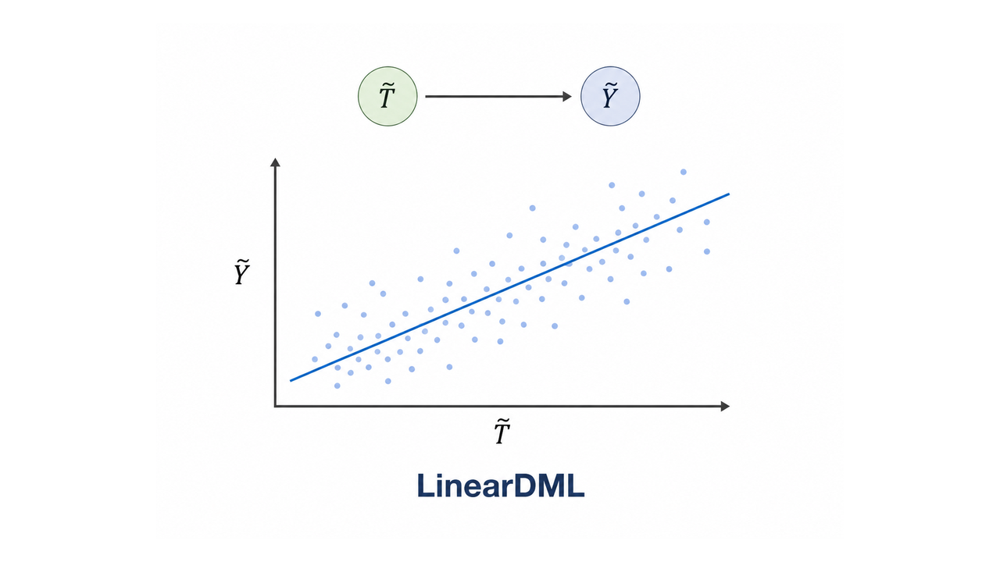 T̃ Ỹ
Ỹ
T̃
LinearDML